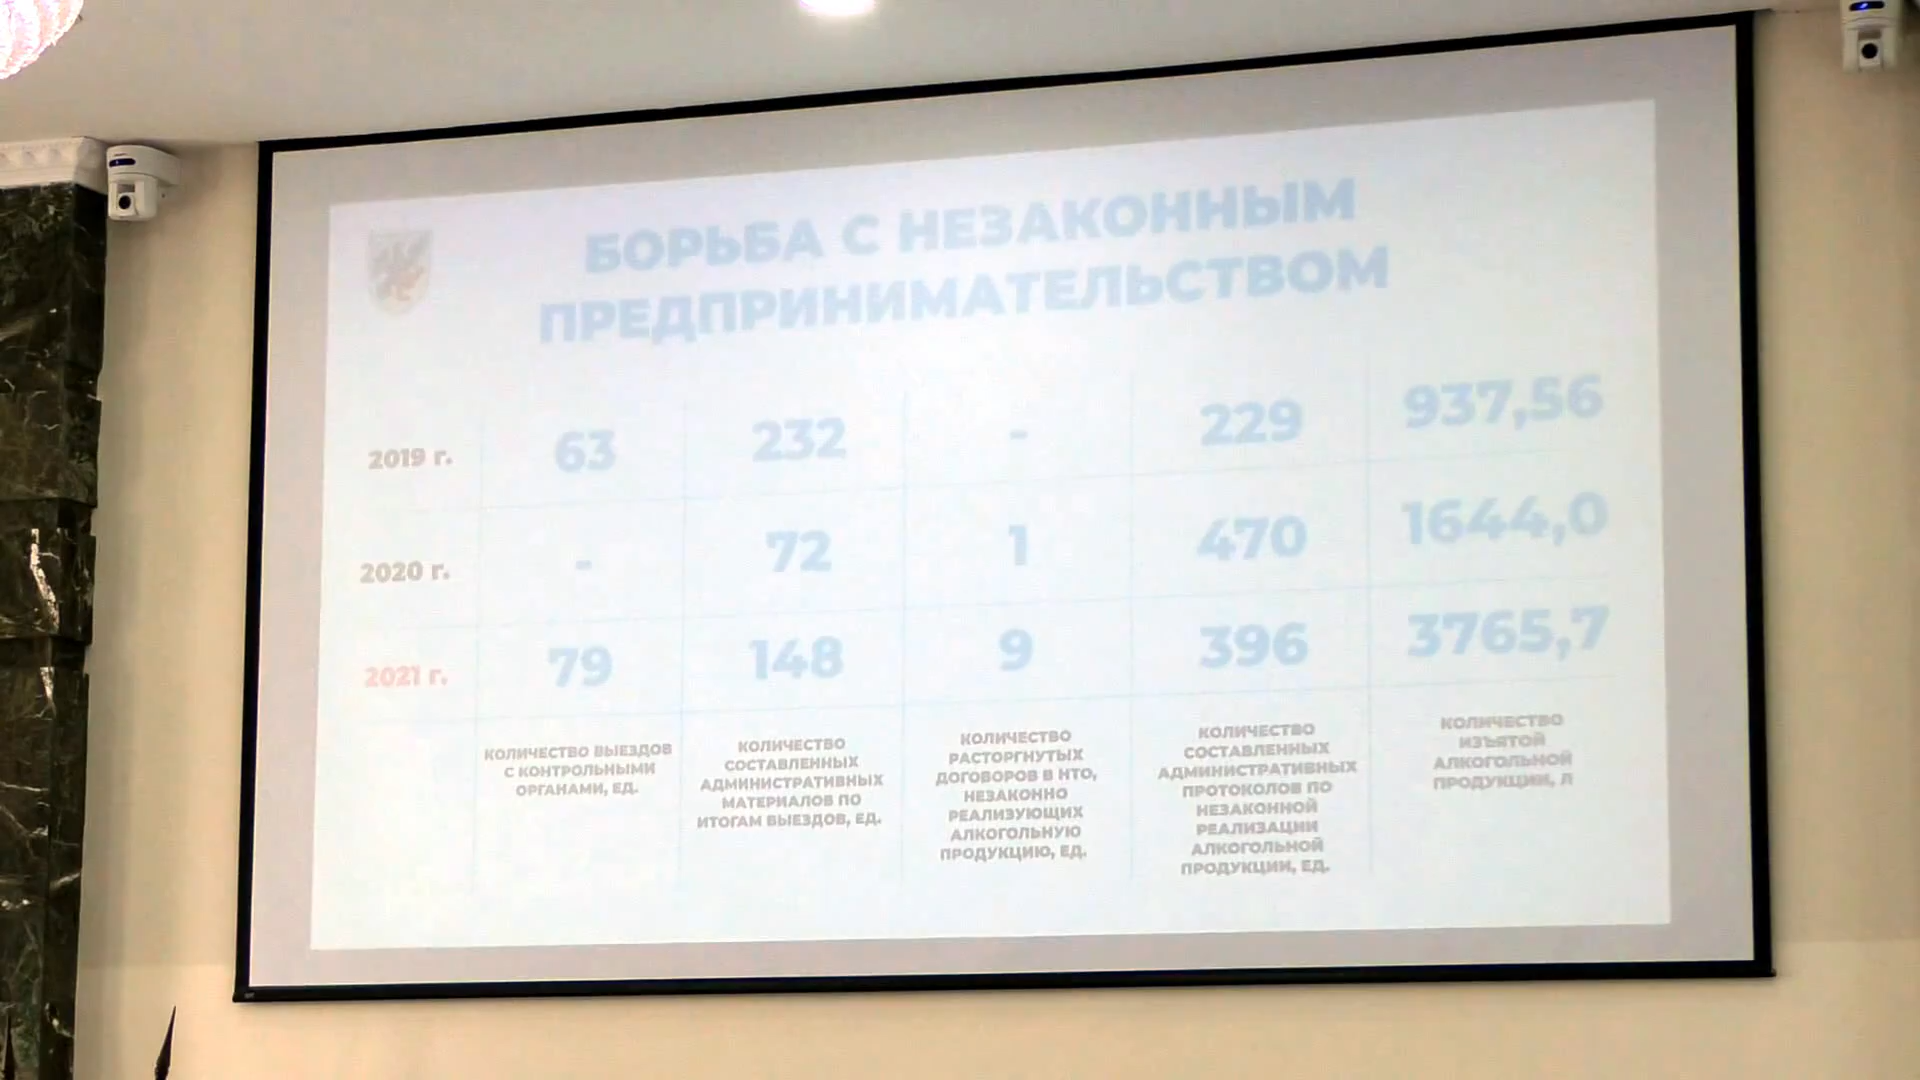 БОРЬБА С НЕЗАКОННЫМ
ПРЕДПРИНИМАТЕЛЬСТВОМ
2019 г. 63 232 - 229 937,56
2020 г. - 72 1 470 1644,0
2021 г. 79 148 9 396 3765,7
КОЛИЧЕСТВО ВЫЕЗДОВ
С КОНТРОЛЬНЫМИ
ОРГАНАМИ, ЕД.
КОЛИЧЕСТВО
СОСТАВЛЕННЫХ
АДМИНИСТРАТИВНЫХ
МАТЕРИАЛОВ ПО
ИТОГАМ ВЫЕЗДОВ, ЕД.
КОЛИЧЕСТВО
РАСТОРГНУТЫХ
ДОГОВОРОВ В НТО,
НЕЗАКОННО
РЕАЛИЗУЮЩИХ
АЛКОГОЛЬНУЮ
ПРОДУКЦИЮ, ЕД.
КОЛИЧЕСТВО
СОСТАВЛЕННЫХ
АДМИНИСТРАТИВНЫХ
ПРОТОКОЛОВ ПО
НЕЗАКОННОЙ
РЕАЛИЗАЦИИ
АЛКОГОЛЬНОЙ
ПРОДУКЦИИ, ЕД.
КОЛИЧЕСТВО
ИЗЪЯТОЙ
АЛКОГОЛЬНОЙ
ПРОДУКЦИИ, Л